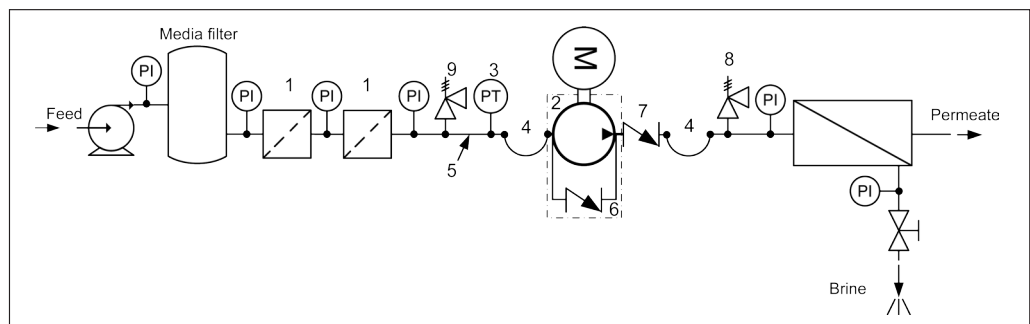 Media filter
Feed
PI
PI
1
PI
1
PI
9
3
PT
5
4
M
2
6
7
4
8
PI
Permeate
PI
Brine